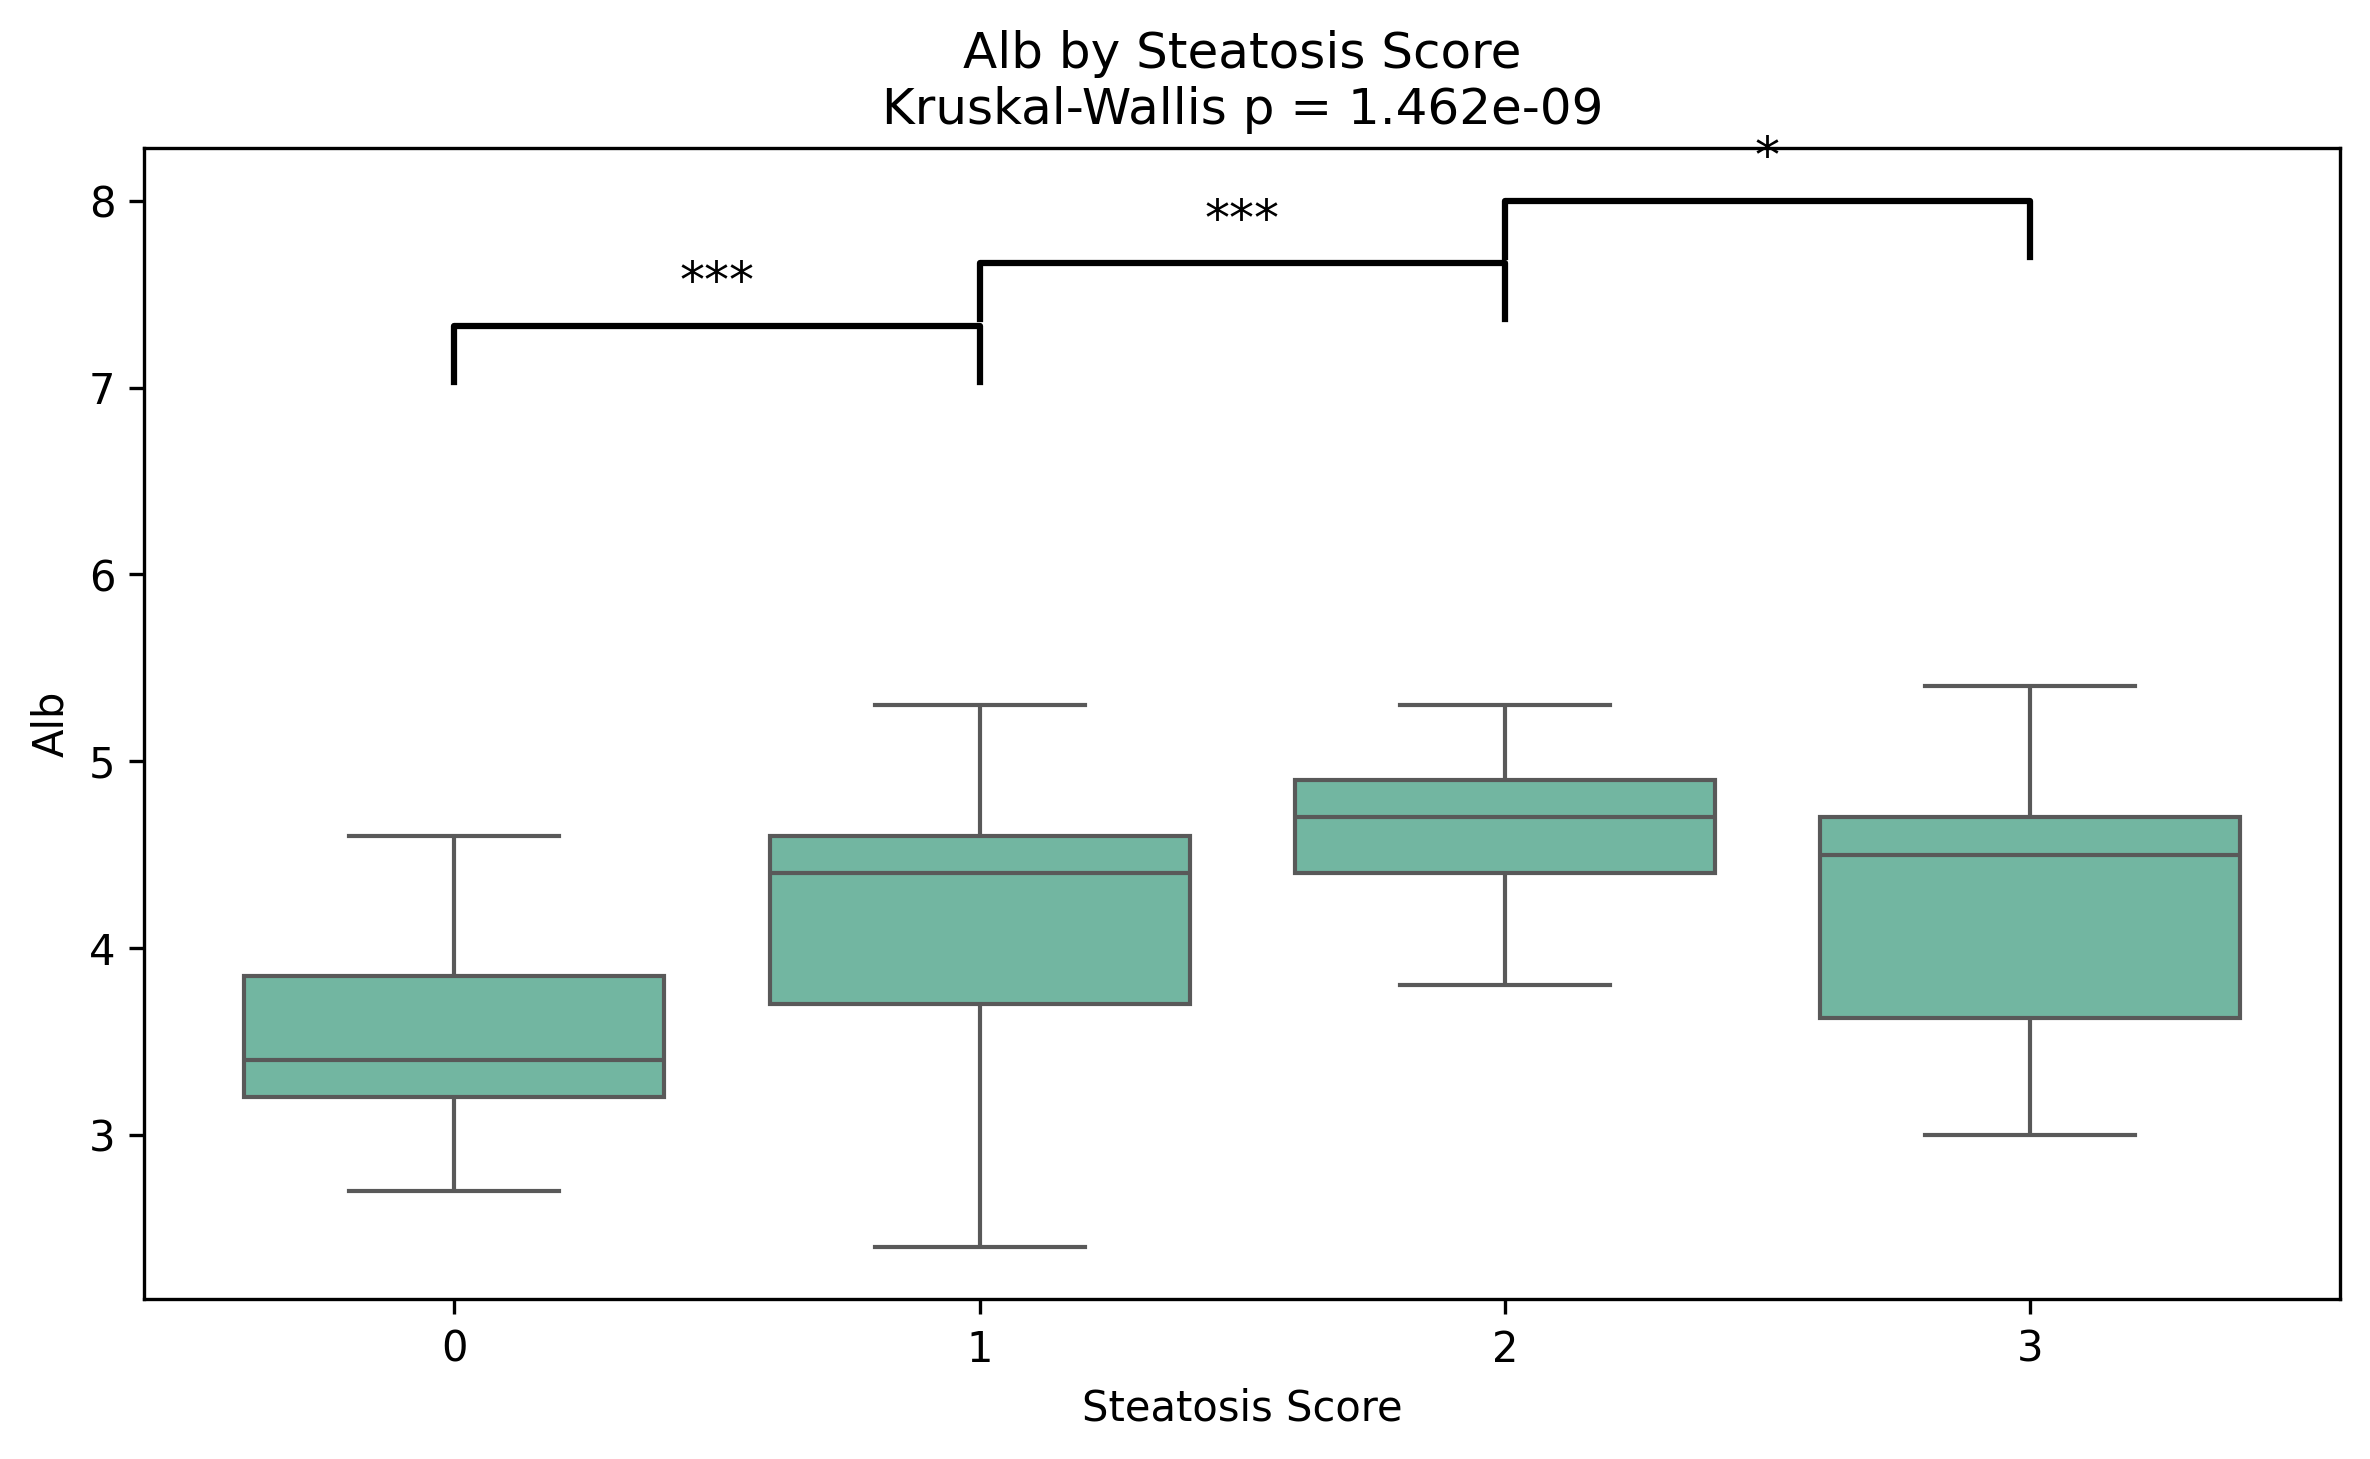 Alb by Steatosis Score
Kruskal-Wallis p = 1.462e-09
*
***
***
8
7
6
5
4
3
Alb
0 1 2 3
Steatosis Score